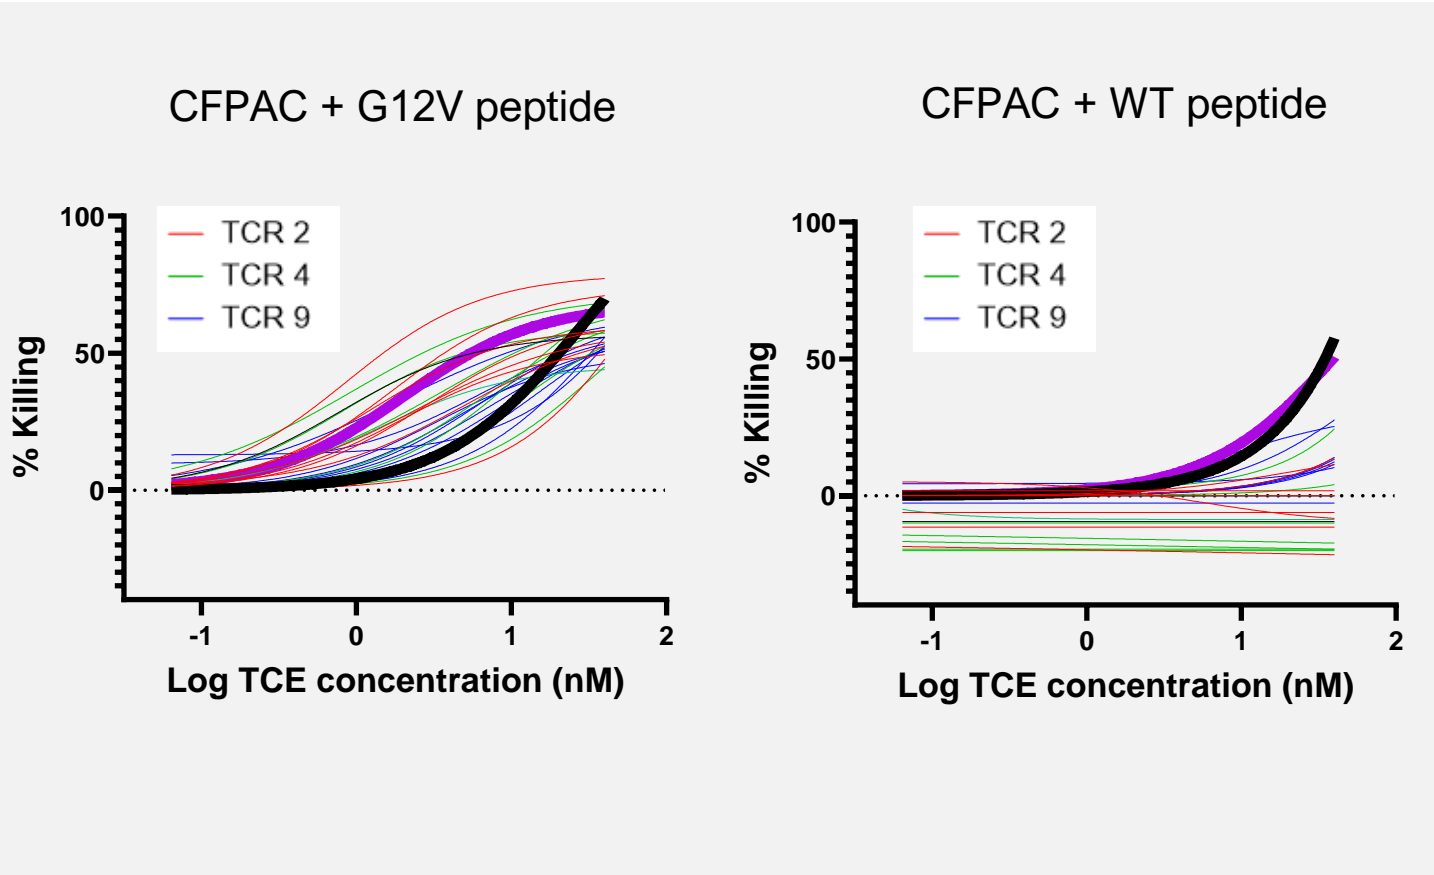 CFPAC + G12V peptide
100
50
0
% Killing
TCR 2
TCR 4
TCR 9
-1
0
1
2
Log TCE concentration (nM)
CFPAC + WT peptide
100
50
0
% Killing
TCR 2
TCR 4
TCR 9
-1
0
1
2
Log TCE concentration (nM)